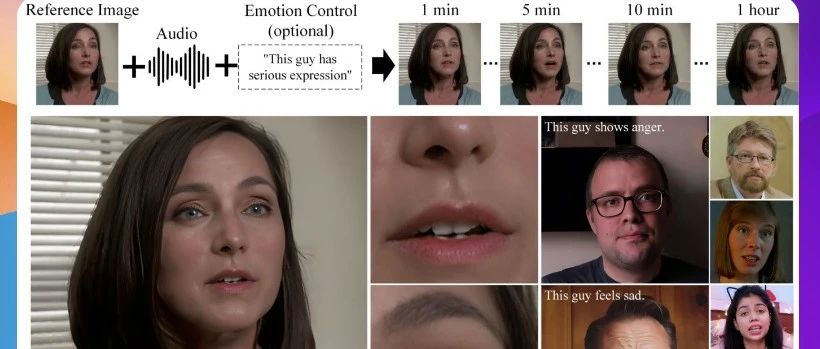 Reference Image
Audio
Emotion Control
(optional)
"This guy has
serious expression"
1 min
5 min
10 min
1 hour
This guy shows anger.
This guy feels sad.